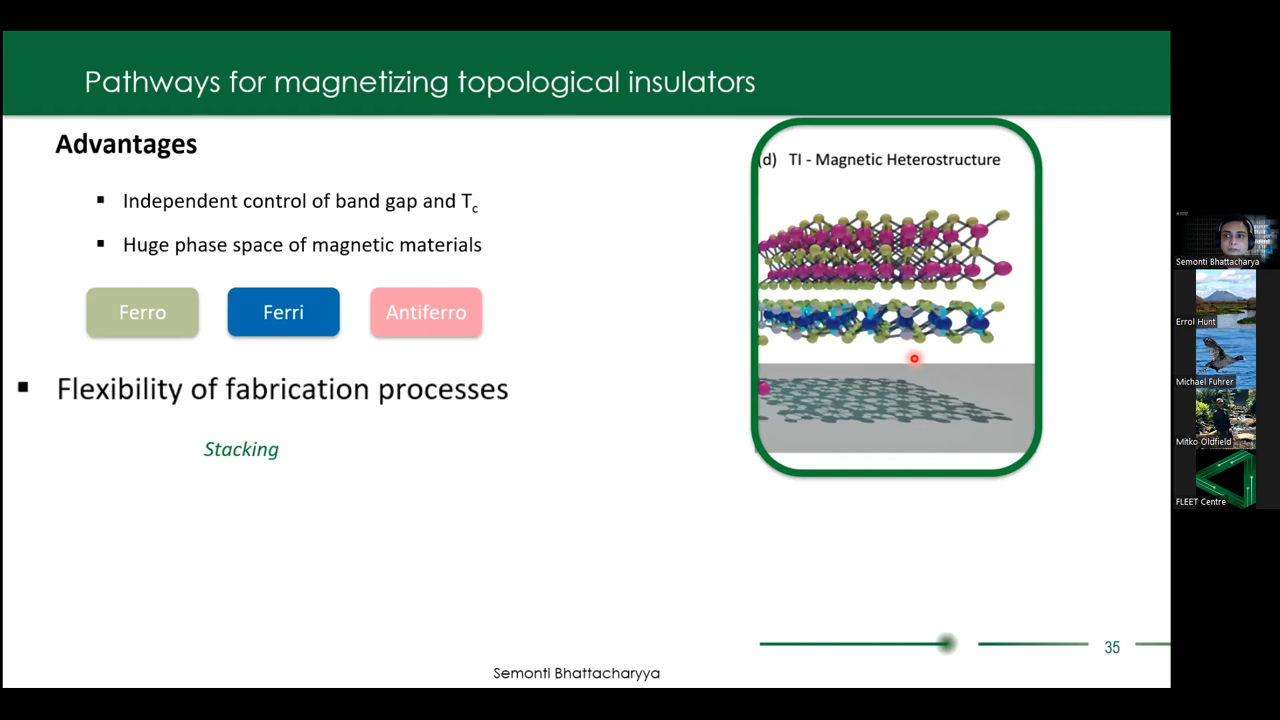 Pathways for magnetizing topological insulators
Advantages
▪ Independent control of band gap and Tc
▪ Huge phase space of magnetic materials
Ferro
Ferri
Antiferro
▪ Flexibility of fabrication processes
Stacking
(d) TI - Magnetic Heterostructure
35
Semonti Bhattacharyya
Semonti Bhattacharya
Errol Hunt
Michael Fuhrer
Mitko Oldfield
FLEET Centre